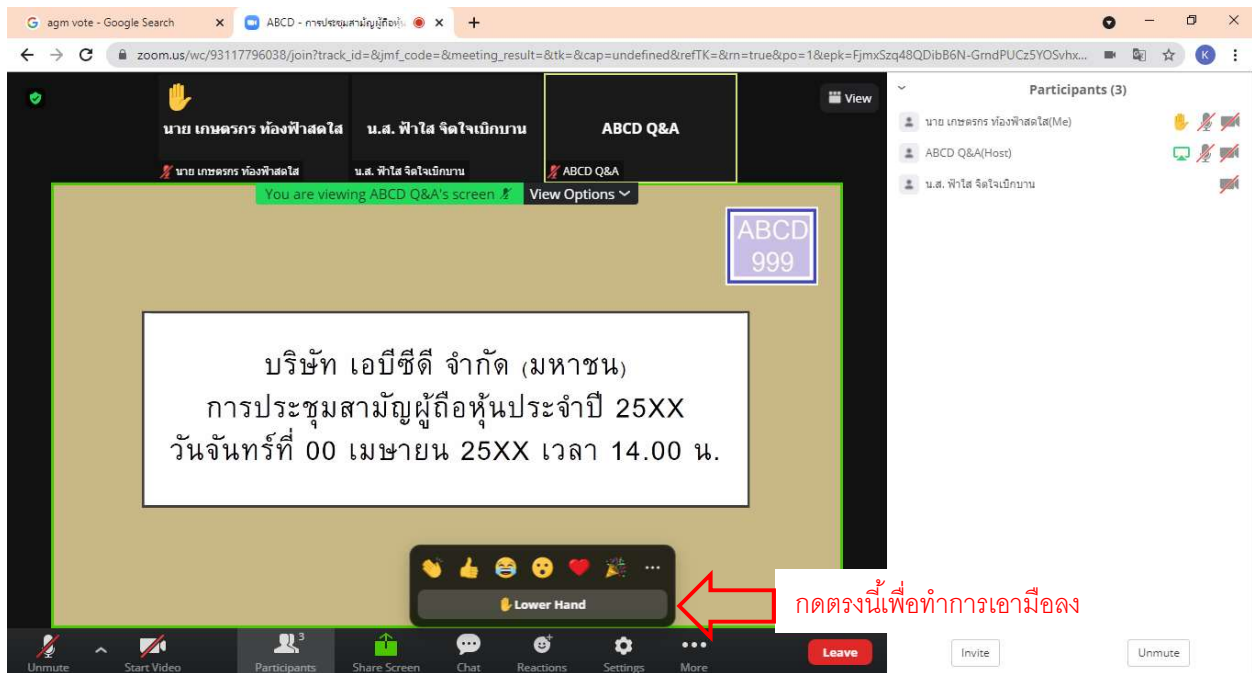 agm vote - Google Search
ABCD - การประชุมสามัญผู้ถือหุ้น
zoom.us/wc/93117796038/join?track_id=&jmf_code=&meeting_result=&tk=&cap=undefined&refTK=&rn=true&po=1&epk=FjmxSzq48QDibB6N-GrndPUCz5YOSvhx...
K
นาย เกษตรกร ท้องฟ้าสดใส
น.ส. ฟ้าใส จิตใจเบิกบาน
ABCD Q&A
View
นาย เกษตรกร ท้องฟ้าสดใส
น.ส. ฟ้าใส จิตใจเบิกบาน
ABCD Q&A
You are viewing ABCD Q&A's screen
View Options
ABCD
999
บริษัท เอบีซีดี จำกัด (มหาชน)
การประชุมสามัญผู้ถือหุ้นประจำปี 25XX
วันจันทร์ที่ 00 เมษายน 25XX เวลา 14.00 น.
Lower Hand
กดตรงนี้เพื่อทำการเอามือลง
Unmute
Start Video
3
Participants
Share Screen
Chat
Reactions
Settings
More
Leave
Participants (3)
นาย เกษตรกร ท้องฟ้าสดใส(Me)
ABCD Q&A(Host)
น.ส. ฟ้าใส จิตใจเบิกบาน
Invite
Unmute